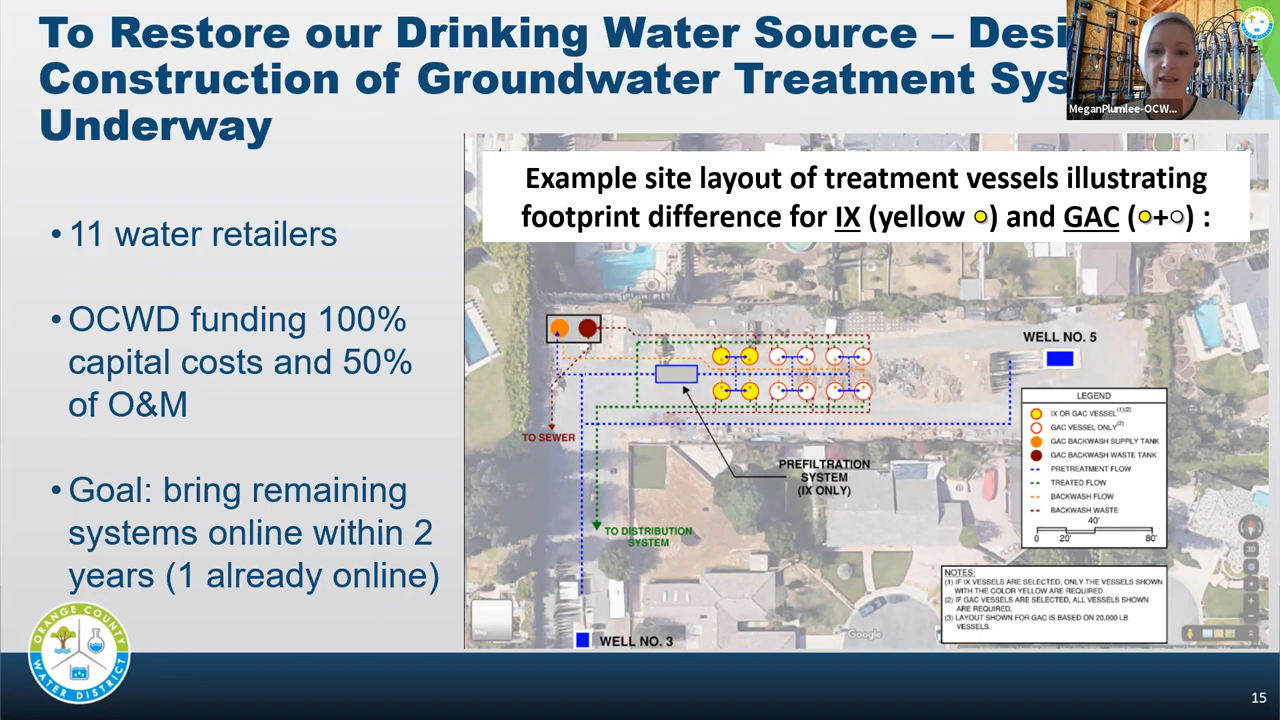 To Restore our Drinking Water Source – Desi
Construction of Groundwater Treatment Sys
Underway
MeganPlumlee-OCW...
• 11 water retailers
• OCWD funding 100%
capital costs and 50%
of O&M
• Goal: bring remaining
systems online within 2
years (1 already online)
Example site layout of treatment vessels illustrating
footprint difference for IX (yellow ) and GAC ( + ) :
WELL NO. 5
TO SEWER
PREFILTRATION
SYSTEM
(IX ONLY)
TO DISTRIBUTION
SYSTEM
WELL NO. 3
LEGEND
IX OR GAC VESSEL (1)(2)
GAC VESSEL ONLY (2)
GAC BACKWASH SUPPLY TANK
GAC BACKWASH WASTE TANK
PRETREATMENT FLOW
TREATED FLOW
BACKWASH FLOW
BACKWASH WASTE
40'
0 20' 80'
NOTES:
(1) IF IX VESSELS ARE SELECTED, ONLY THE VESSELS SHOWN
WITH THE COLOR YELLOW ARE REQUIRED.
(2) IF GAC VESSELS ARE SELECTED, ALL VESSELS SHOWN
ARE REQUIRED.
(3) LAYOUT SHOWN FOR GAC IS BASED ON 20,000 LB
VESSELS.
Google
3D
ORANGE COUNTY
WATER DISTRICT
15